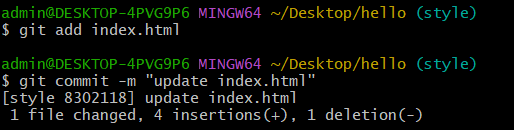 admin@DESKTOP-4PVG9P6 MINGW64 ~/Desktop/hello (style)
$ git add index.html
admin@DESKTOP-4PVG9P6 MINGW64 ~/Desktop/hello (style)
$ git commit -m "update index.html"
[style 8302118] update index.html
 1 file changed, 4 insertions(+), 1 deletion(-)